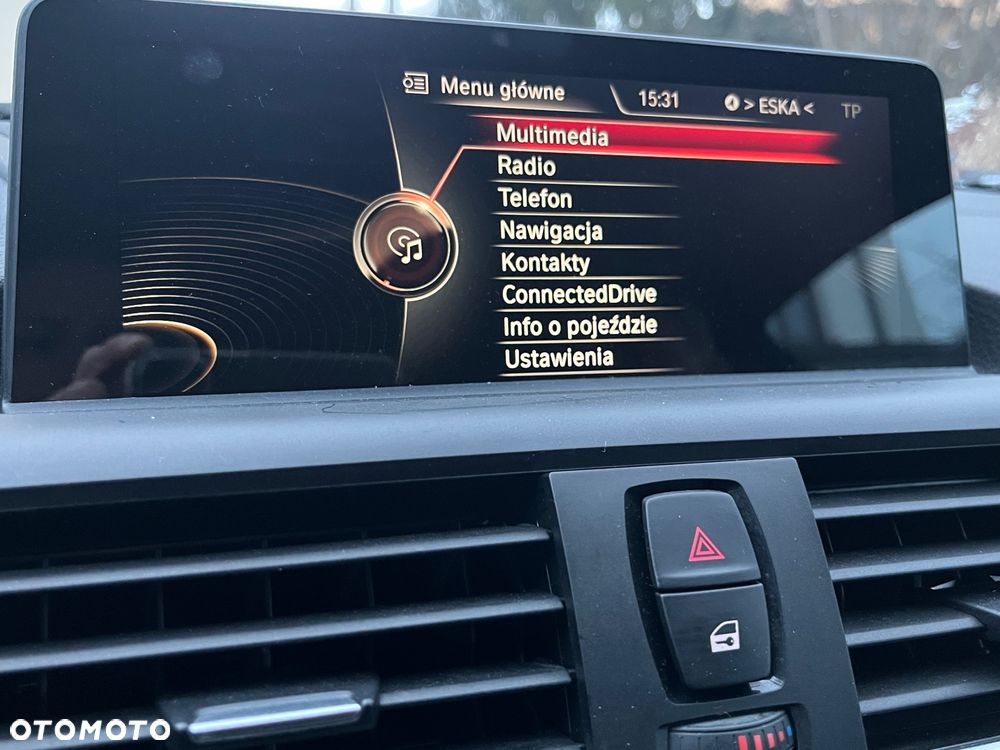 Menu główne
15:31 > ESKA < TP
Multimedia
Radio
Telefon
Nawigacja
Kontakty
ConnectedDrive
Info o pojeździe
Ustawienia
OTOMOTO